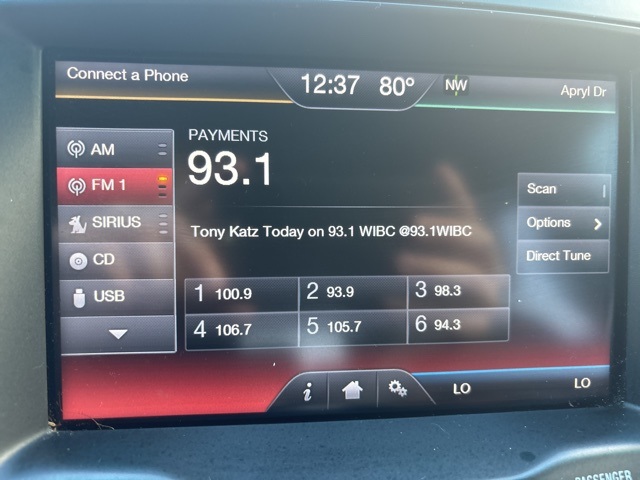 Connect a Phone
12:37 80°
NW
Apryl Dr
AM
FM 1
SIRIUS
CD
USB
PAYMENTS
93.1
Tony Katz Today on 93.1 WIBC @93.1WIBC
1 100.9
2 93.9
3 98.3
4 106.7
5 105.7
6 94.3
Scan
Options
Direct Tune
i
LO
LO
PASSENGER